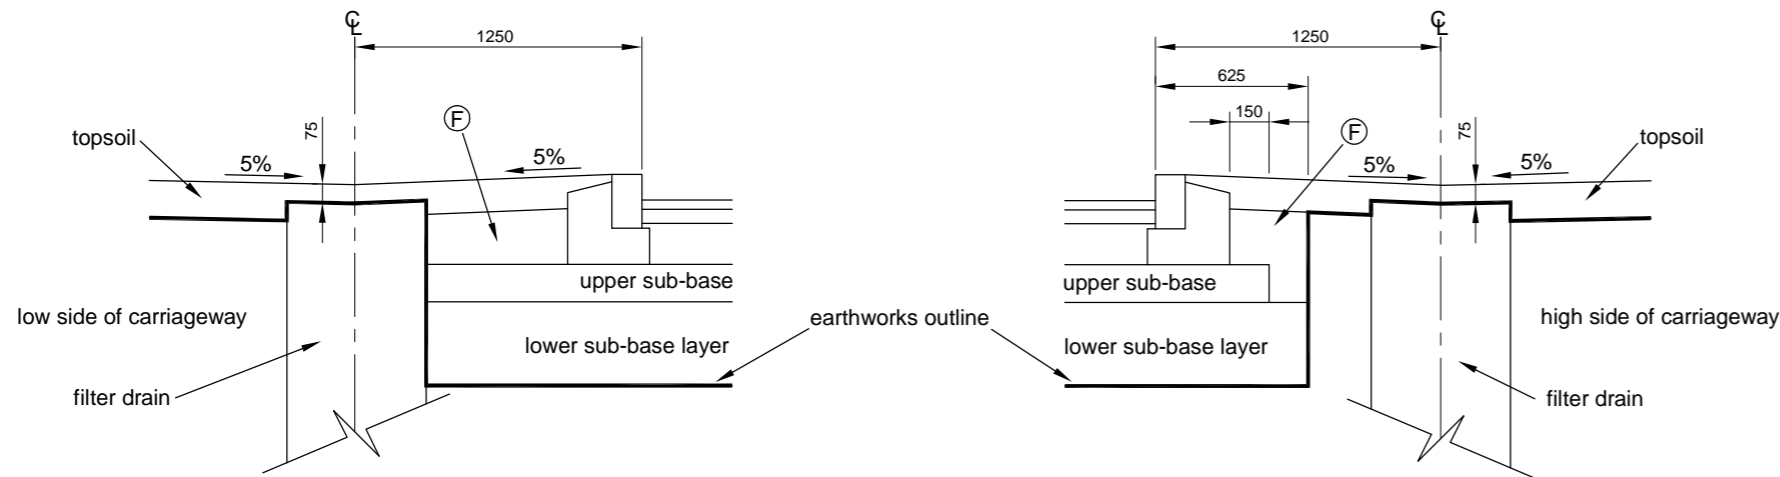 ℄
1250
F
75
topsoil
5%
5%
upper sub-base
low side of carriageway
lower sub-base layer
filter drain
earthworks outline
℄
1250
625
150
F
75
topsoil
5%
5%
upper sub-base
high side of carriageway
lower sub-base layer
filter drain